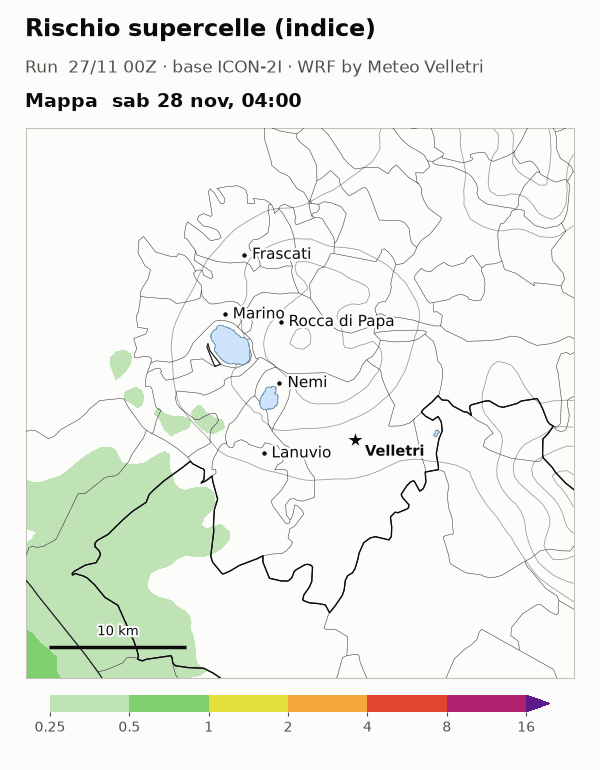 Rischio supercelle (indice)
Run  27/11 00Z · base ICON-2I · WRF by Meteo Velletri
Mappa  sab 28 nov, 04:00
Frascati
Marino
Rocca di Papa
Nemi
Velletri
Lanuvio
10 km
0.25 0.5 1 2 4 8 16